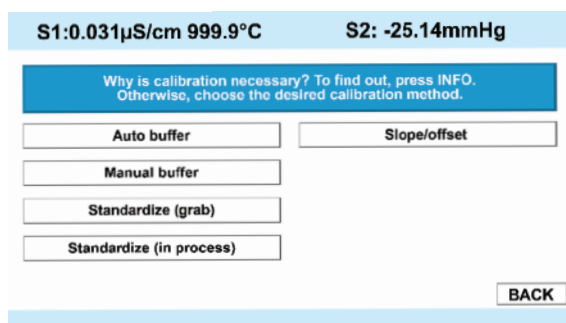 S1:0.031µS/cm 999.9°C
S2: -25.14mmHg
Why is calibration necessary? To find out, press INFO.
Otherwise, choose the desired calibration method.
Auto buffer
Slope/offset
Manual buffer
Standardize (grab)
Standardize (in process)
BACK